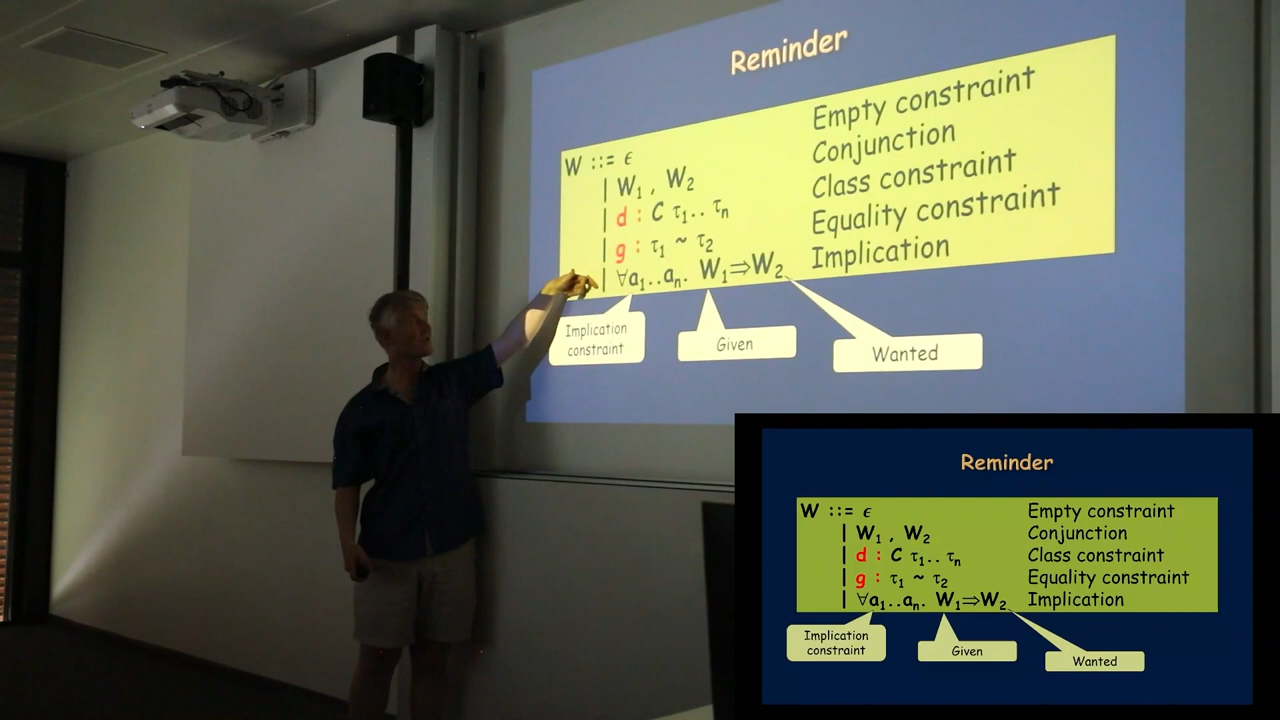 Reminder
W ::= ϵ Empty constraint
| W₁ , W₂ Conjunction
| d : C τ₁.. τₙ Class constraint
| g : τ₁ ~ τ₂ Equality constraint
| ∀a₁..aₙ. W₁⇒W₂ Implication
Implication
constraint
Given
Wanted
Reminder
W ::= ϵ Empty constraint
| W₁ , W₂ Conjunction
| d : C τ₁.. τₙ Class constraint
| g : τ₁ ~ τ₂ Equality constraint
| ∀a₁..aₙ. W₁⇒W₂ Implication
Implication
constraint
Given
Wanted